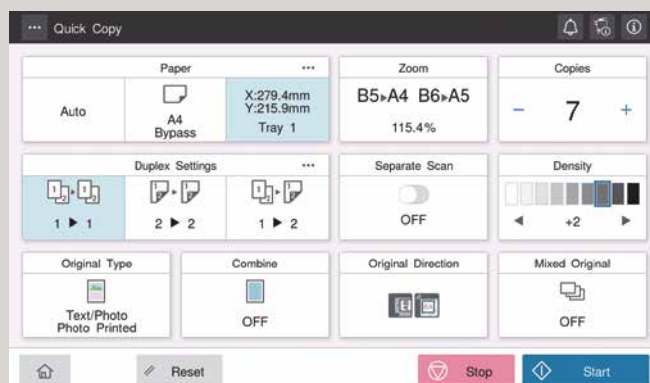 Quick Copy
Paper
Zoom
Copies
Auto
A4
Bypass
X:279.4mm
Y:215.9mm
Tray 1
B5▸A4 B6▸A5
115.4%
− 7 +
Duplex Settings
Separate Scan
Density
1 ▶ 1
2 ▶ 2
1 ▶ 2
OFF
◀ +2 ▶
Original Type
Combine
Original Direction
Mixed Original
Text/Photo
Photo Printed
OFF
OFF
Reset
Stop
Start